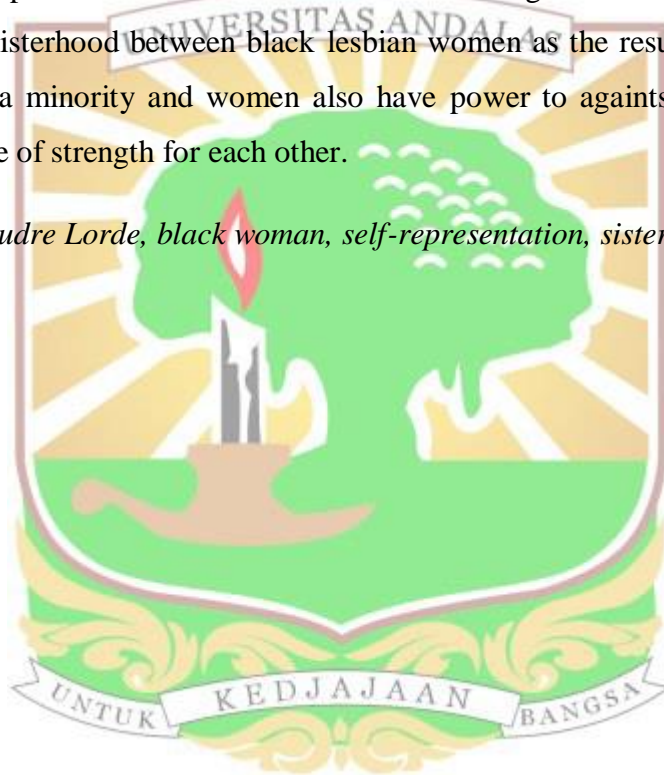 UNIVERSITAS ANDALAS
isterhood between black lesbian women as the resu
a minority and women also have power to againts
e of strength for each other.
udre Lorde, black woman, self-representation, sister
UNTUK KEDJAJAAN BANGSA